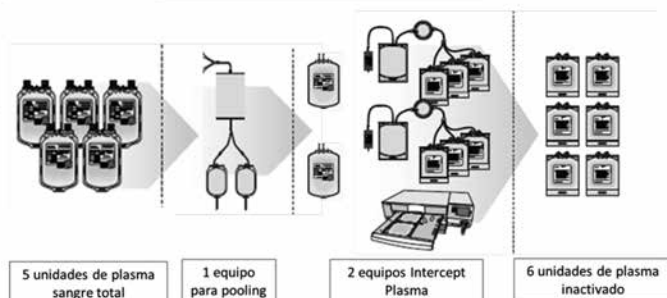 5 unidades de plasma
sangre total
1 equipo
para pooling
2 equipos Intercept
Plasma
6 unidades de plasma
inactivado